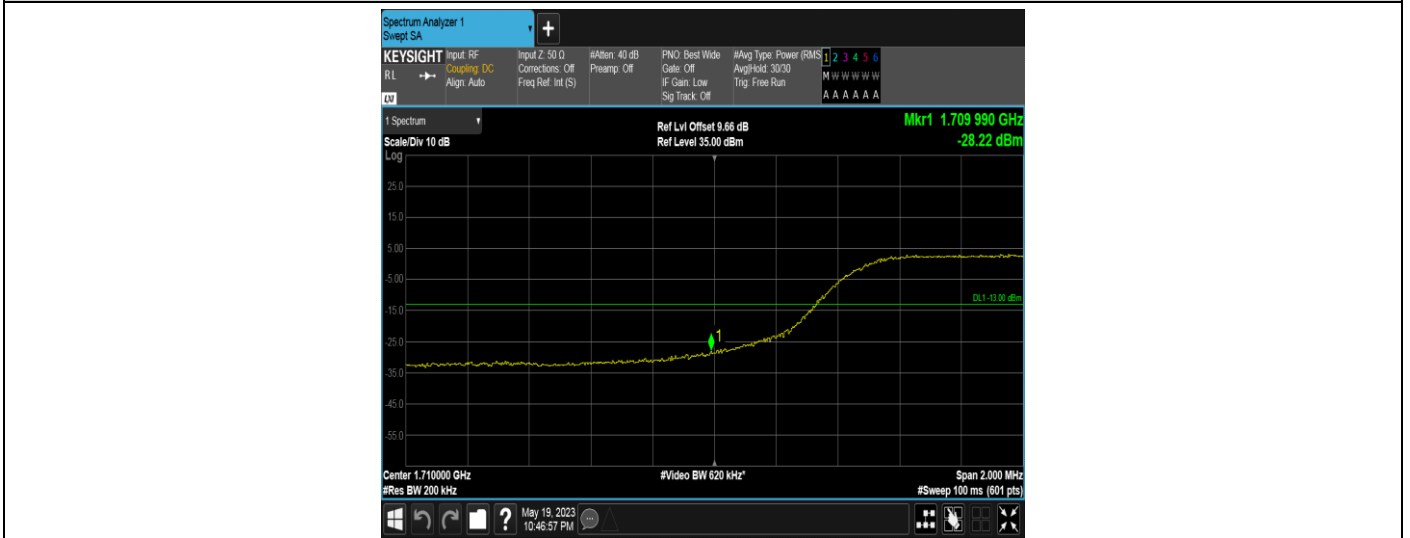 Spectrum Analyzer 1
Swept SA
+
KEYSIGHT
RL
LXI
Input: RF
Coupling: DC
Align: Auto
Input Z: 50 Ω
Corrections: Off
Freq Ref: Int (S)
#Atten: 40 dB
Preamp: Off
PNO: Best Wide
Gate: Off
IF Gain: Low
Sig Track: Off
#Avg Type: Power (RMS
Avg|Hold: 30/30
Trig: Free Run
1 2 3 4 5 6
M W W W W W
A A A A A A
1 Spectrum
Scale/Div 10 dB
Ref Lvl Offset 9.66 dB
Ref Level 35.00 dBm
Mkr1 1.709 990 GHz
-28.22 dBm
Log
25.0
15.0
5.00
-5.00
DL1 -13.00 dBm
-15.0
1
-25.0
-35.0
-45.0
-55.0
Center 1.710000 GHz
#Res BW 200 kHz
#Video BW 620 kHz*
Span 2.000 MHz
#Sweep 100 ms (601 pts)
?
May 19, 2023
10:46:57 PM